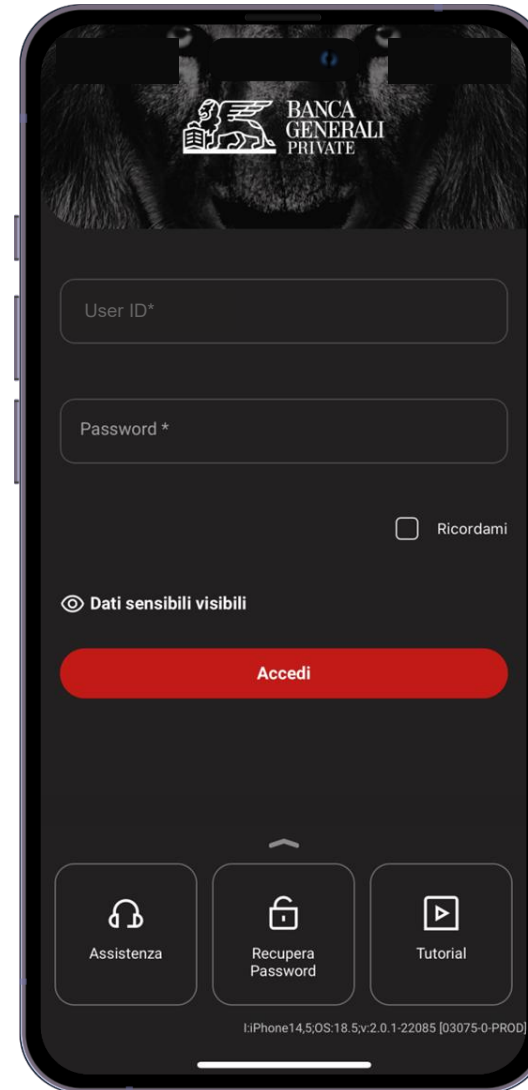 BANCA
GENERALI
PRIVATE
User ID*
Password *
Ricordami
Dati sensibili visibili
Accedi
Assistenza
Recupera
Password
Tutorial
I:iPhone14,5;OS:18.5;v:2.0.1-22085 [03075-0-PROD]